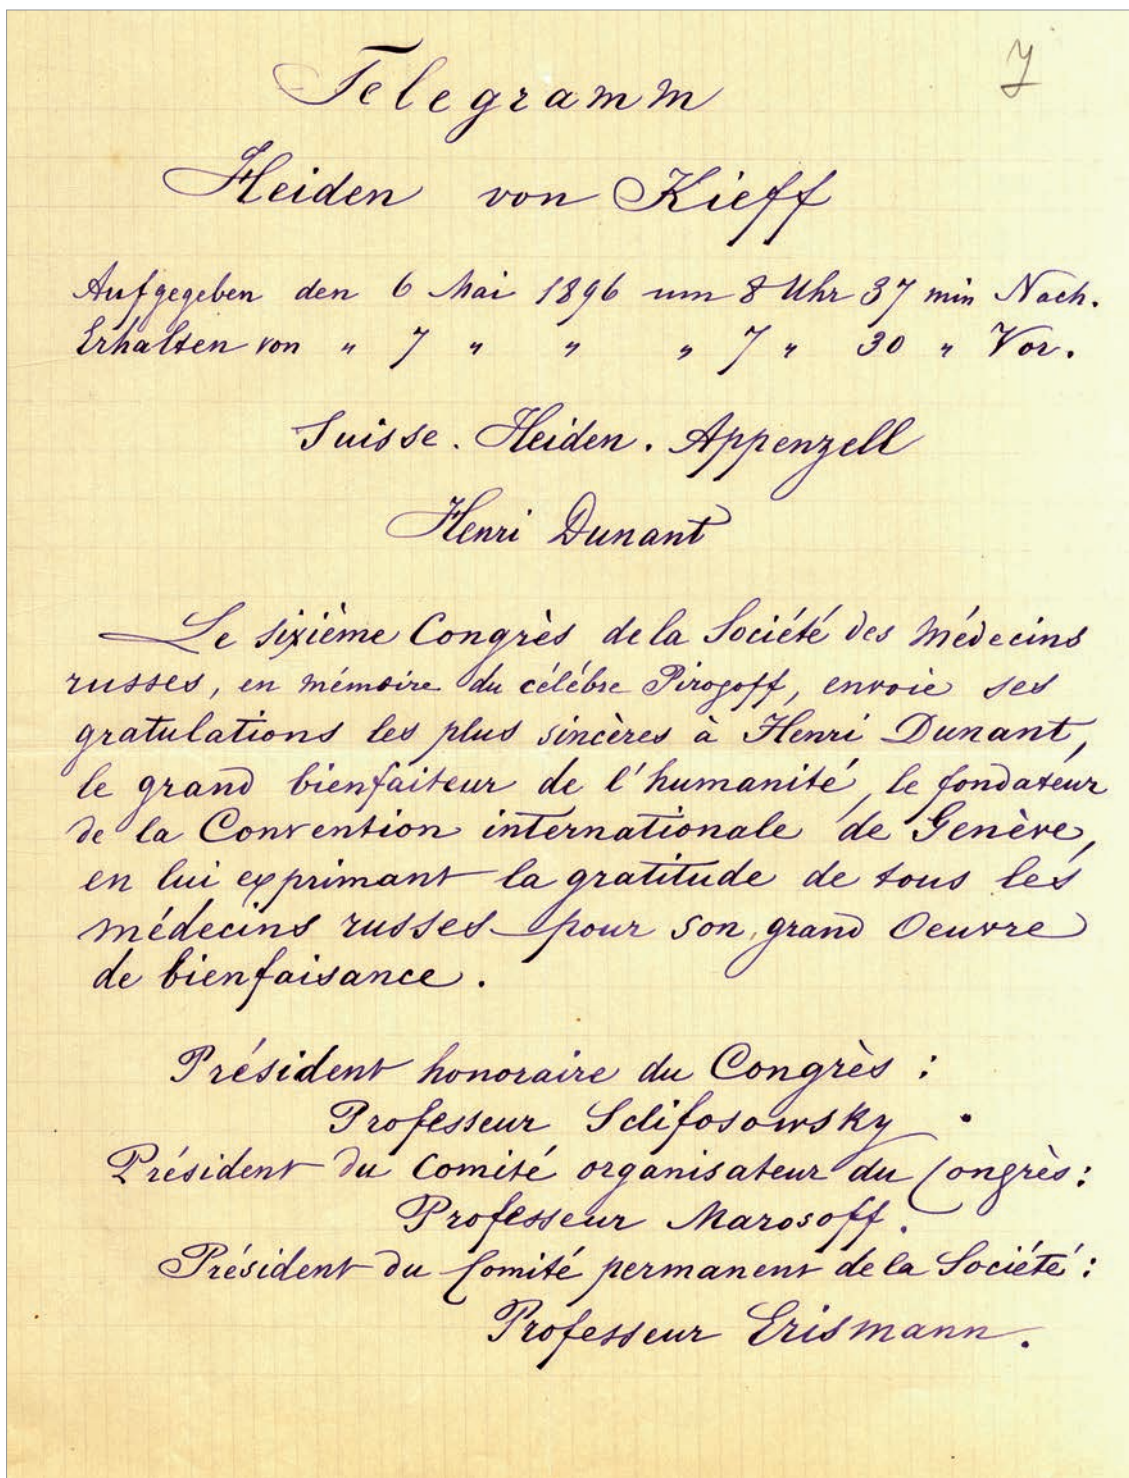 7
Telegramm
Heiden von Kieff
Aufgegeben den 6 Mai 1896 um 8 Uhr 37 min Nach.
Erhalten von " 7 " " " 7 " 30 " Vor.
Suisse. Heiden. Appenzell
Henri Dunant
Le sixième Congrès de la Société des Médecins
russes, en mémoire du célébre Pirogoff, envoie ses
gratulations les plus sincères à Henri Dunant,
le grand bienfaiteur de l'humanité, le fondateur
de la Convention internationale de Genève,
en lui exprimant la gratitude de tous les
médecins russes pour son grand Oeuvre
de bienfaisance.
Président honoraire du Congrès :
Professeur Sclifosowsky.
Président du Comité organisateur du Congrès :
Professeur Marosoff.
Président du Comité permanent de la Société :
Professeur Erismann.